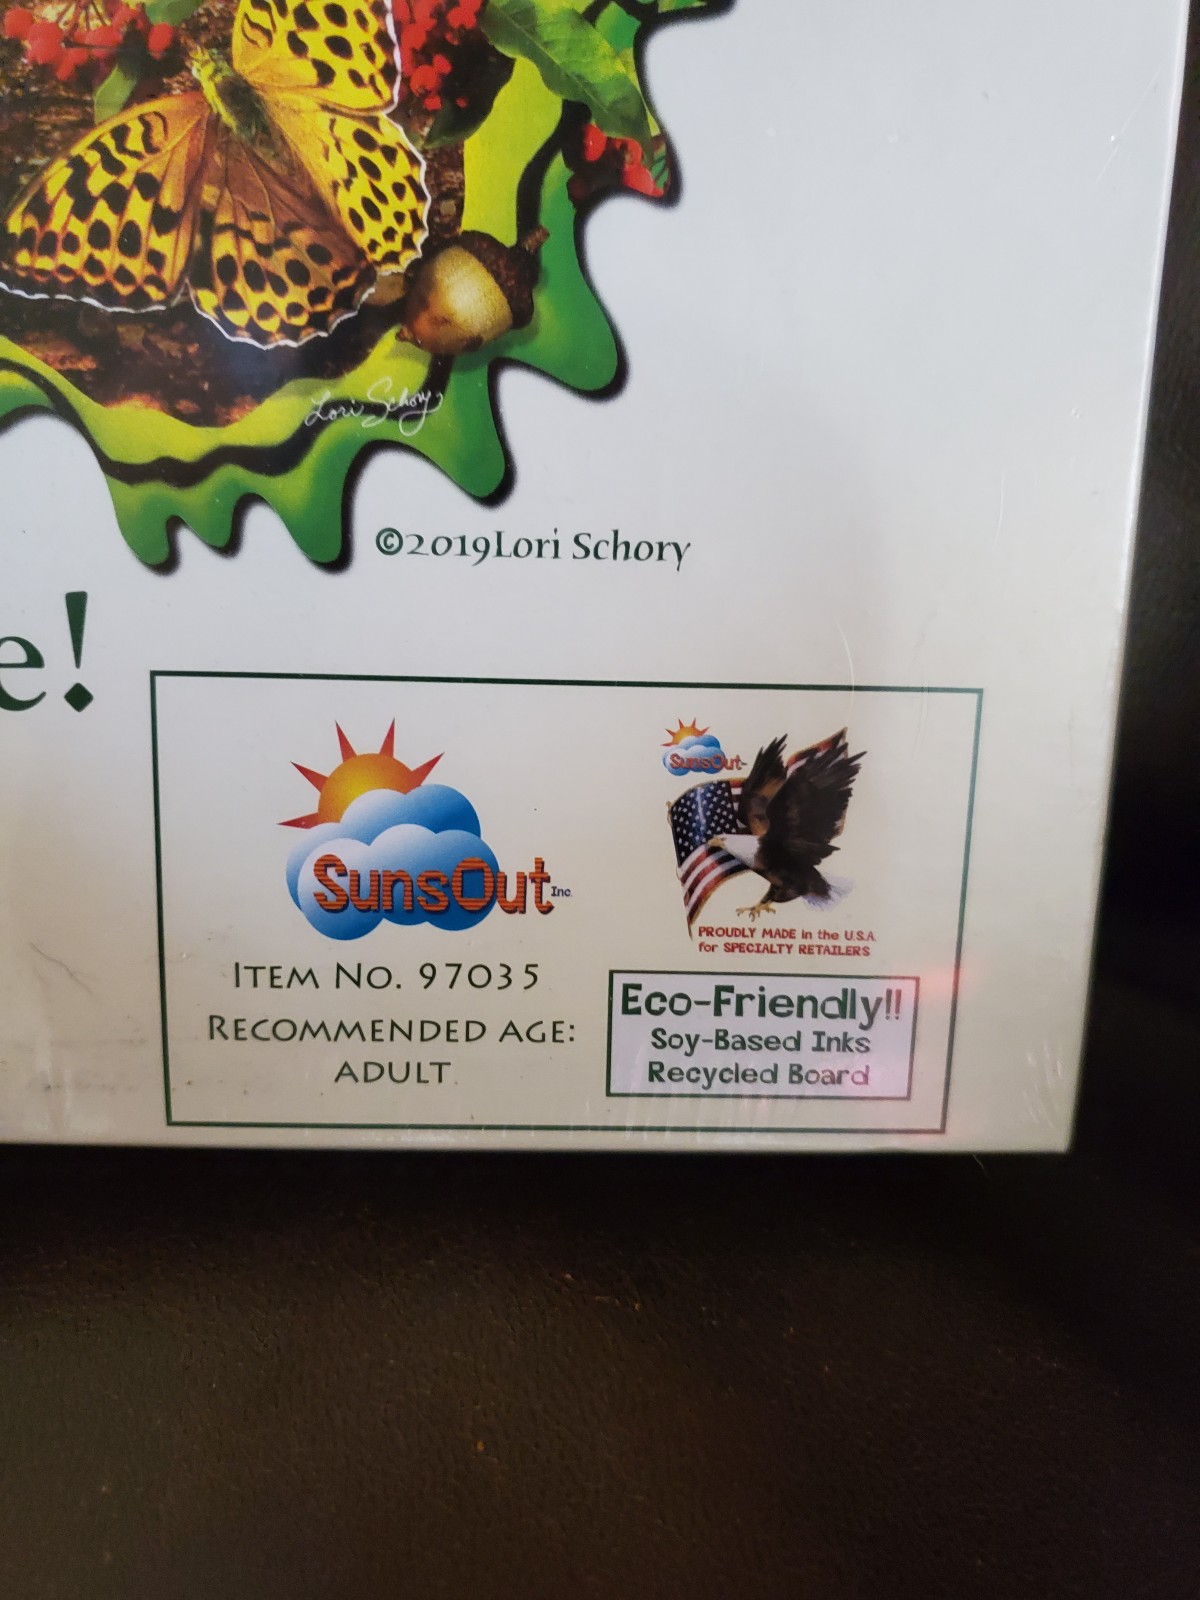 Lori Schory
©2019Lori Schory
e!
SunsOut Inc.
SunsOut
PROUDLY MADE in the U.S.A.
for SPECIALTY RETAILERS
ITEM NO. 97035
RECOMMENDED AGE:
ADULT
Eco-Friendly!!
Soy-Based Inks
Recycled Board